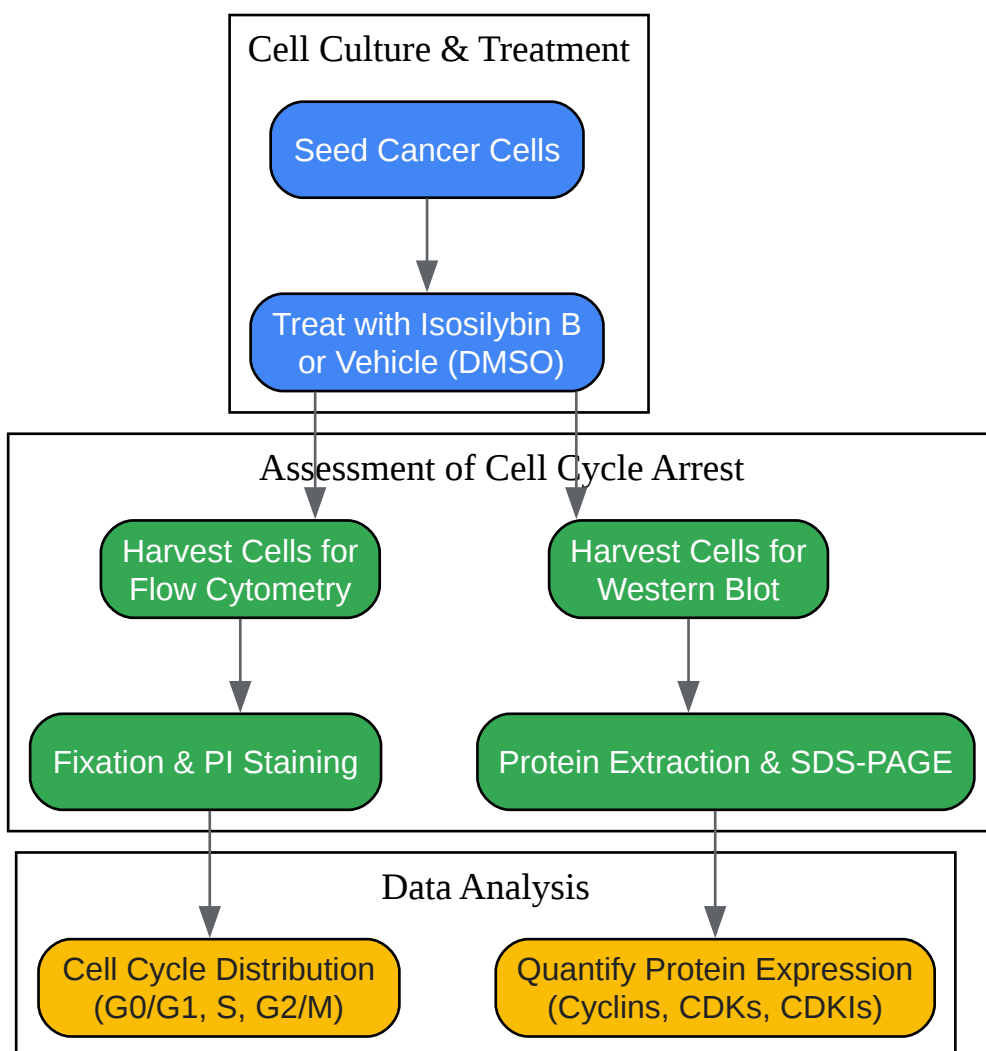 Cell Culture & Treatment
Seed Cancer Cells
Treat with Isosilybin B
or Vehicle (DMSO)
Assessment of Cell Cycle Arrest
Harvest Cells for
Flow Cytometry
Harvest Cells for
Western Blot
Fixation & PI Staining
Protein Extraction & SDS-PAGE
Data Analysis
Cell Cycle Distribution
(G0/G1, S, G2/M)
Quantify Protein Expression
(Cyclins, CDKs, CDKIs)